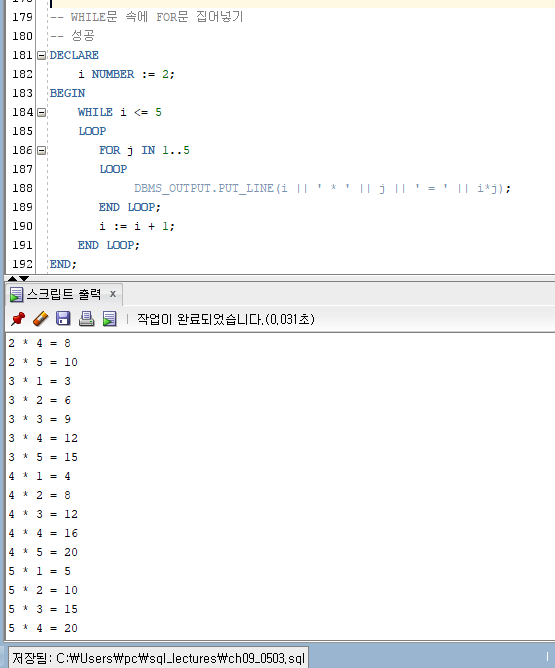 179 -- WHILE문 속에 FOR문 집어넣기
180 -- 성공
181 DECLARE
182 i NUMBER := 2;
183 BEGIN
184 WHILE i <= 5
185 LOOP
186 FOR j IN 1..5
187 LOOP
188 DBMS_OUTPUT.PUT_LINE(i || ' * ' || j || ' = ' || i*j);
189 END LOOP;
190 i := i + 1;
191 END LOOP;
192 END;
스크립트 출력 x
작업이 완료되었습니다.(0.031초)
2 * 4 = 8
2 * 5 = 10
3 * 1 = 3
3 * 2 = 6
3 * 3 = 9
3 * 4 = 12
3 * 5 = 15
4 * 1 = 4
4 * 2 = 8
4 * 3 = 12
4 * 4 = 16
4 * 5 = 20
5 * 1 = 5
5 * 2 = 10
5 * 3 = 15
5 * 4 = 20
저장됨: C:₩Users₩pc₩sql_lectures₩ch09_0503.sql